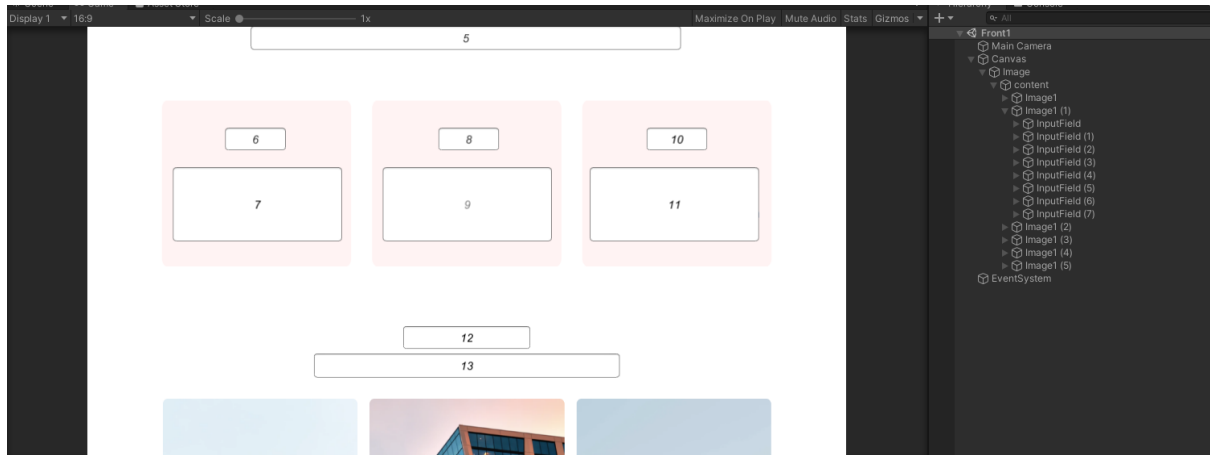 Display 1 16:9 Scale 1x Maximize On Play Mute Audio Stats Gizmos
5
6 8 10
7 9 11
12
13
All
Front1
Main Camera
Canvas
Image
content
Image1
Image1 (1)
InputField
InputField (1)
InputField (2)
InputField (3)
InputField (4)
InputField (5)
InputField (6)
InputField (7)
Image1 (2)
Image1 (3)
Image1 (4)
Image1 (5)
EventSystem